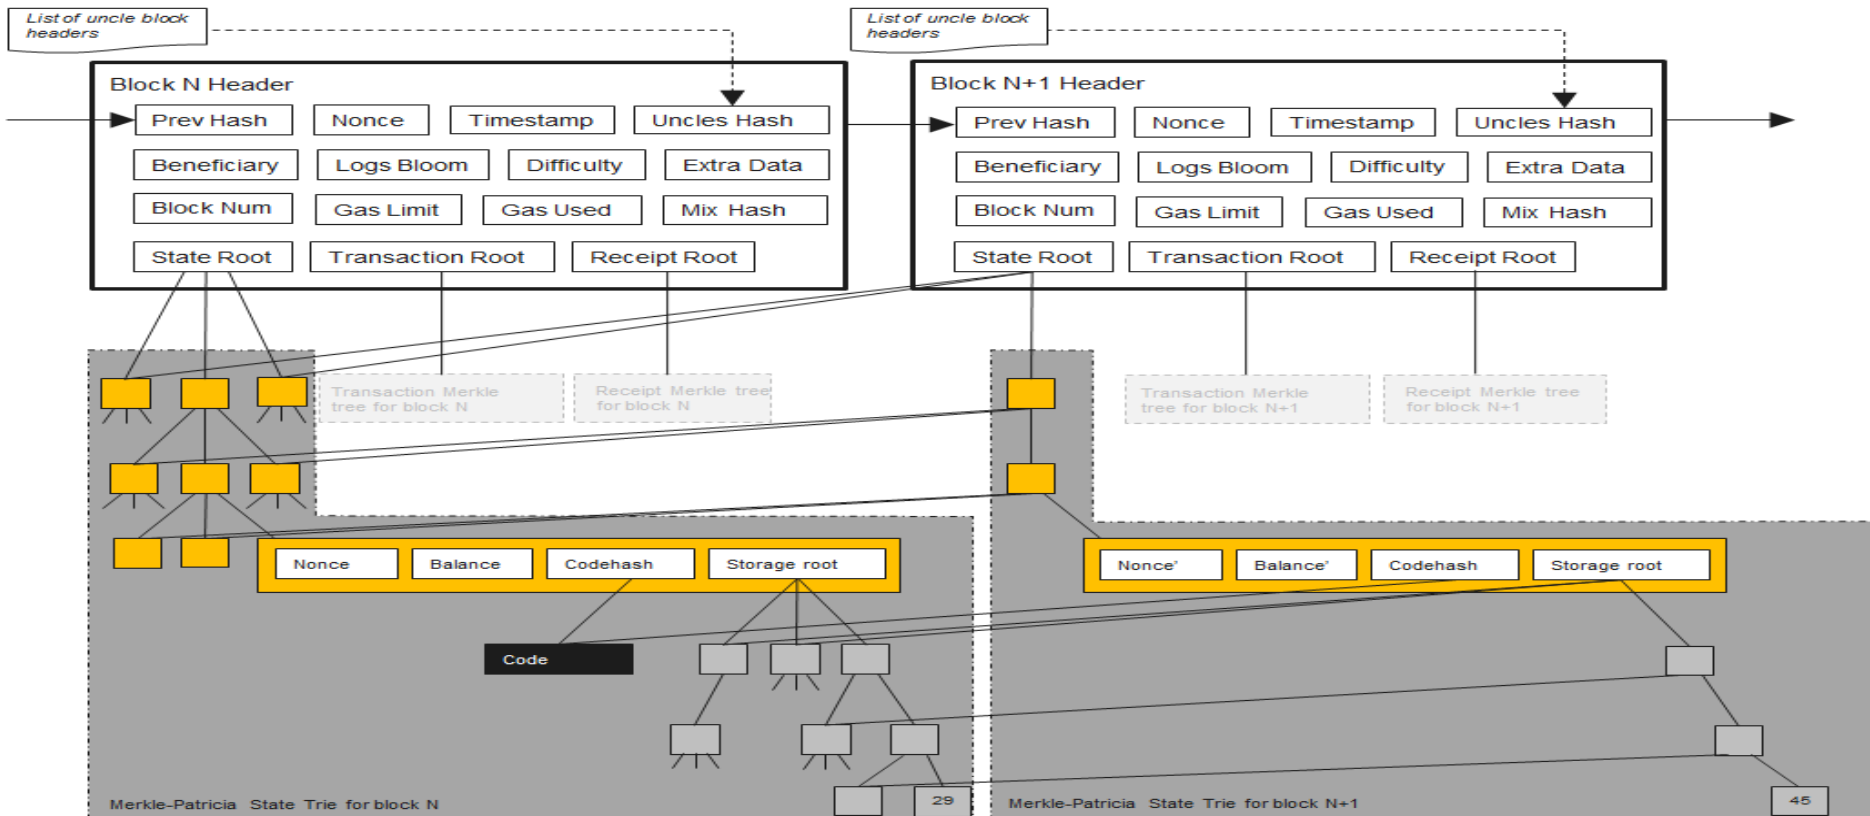 List of uncle block
headers
List of uncle block
headers
Block N Header
Prev Hash
Nonce
Timestamp
Uncles Hash
Beneficiary
Logs Bloom
Difficulty
Extra Data
Block Num
Gas Limit
Gas Used
Mix Hash
State Root
Transaction Root
Receipt Root
Block N+1 Header
Prev Hash
Nonce
Timestamp
Uncles Hash
Beneficiary
Logs Bloom
Difficulty
Extra Data
Block Num
Gas Limit
Gas Used
Mix Hash
State Root
Transaction Root
Receipt Root
Transaction Merkle
tree for block N
Receipt Merkle tree
for block N
Transaction Merkle
tree for block N+1
Receipt Merkle tree
for block N+1
Nonce
Balance
Codehash
Storage root
Nonce'
Balance'
Codehash
Storage root
Code
29
45
Merkle-Patricia State Trie for block N
Merkle-Patricia State Trie for block N+1